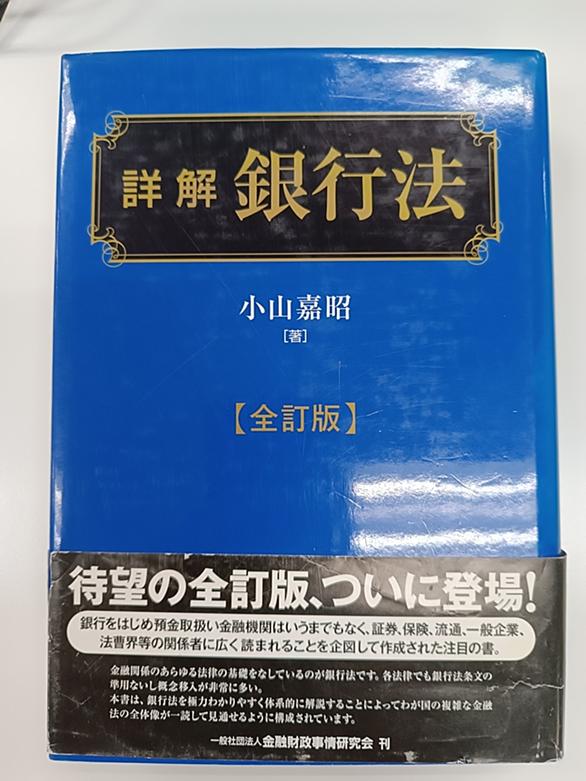 詳解 銀行法
小山嘉昭
[著]
【全訂版】
待望の全訂版、ついに登場!
銀行をはじめ預金取扱い金融機関はいうまでもなく、証券、保険、流通、一般企業、
法曹界等の関係者に広く読まれることを企図して作成された注目の書。
金融関係のあらゆる法律の基礎をなしているのが銀行法です。各法律でも銀行法条文の
準用ないし概念移入が非常に多い。
本書は、銀行法を極力わかりやすく体系的に解説することによってわが国の複雑な金融
法の全体像が一読して見通せるように構成されています。
一般社団法人金融財政事情研究会 刊